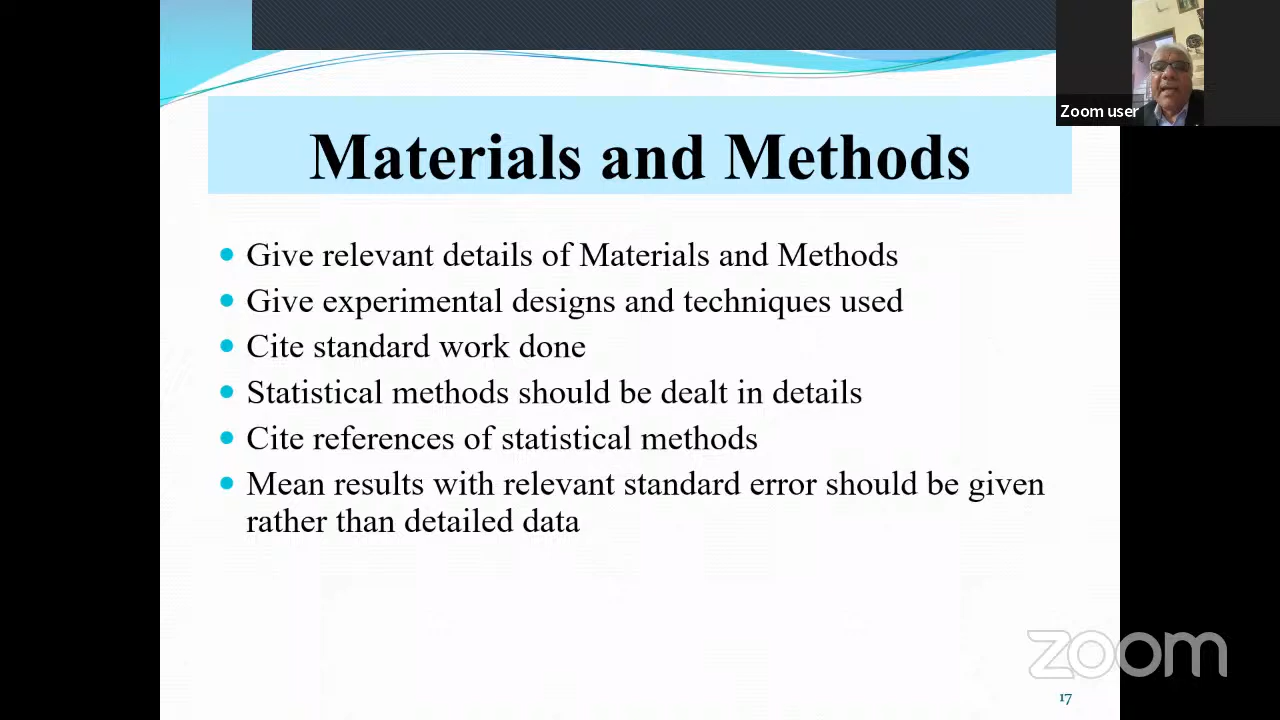 Zoom user
Materials and Methods
Give relevant details of Materials and Methods
Give experimental designs and techniques used
Cite standard work done
Statistical methods should be dealt in details
Cite references of statistical methods
Mean results with relevant standard error should be given
rather than detailed data
zoom
17